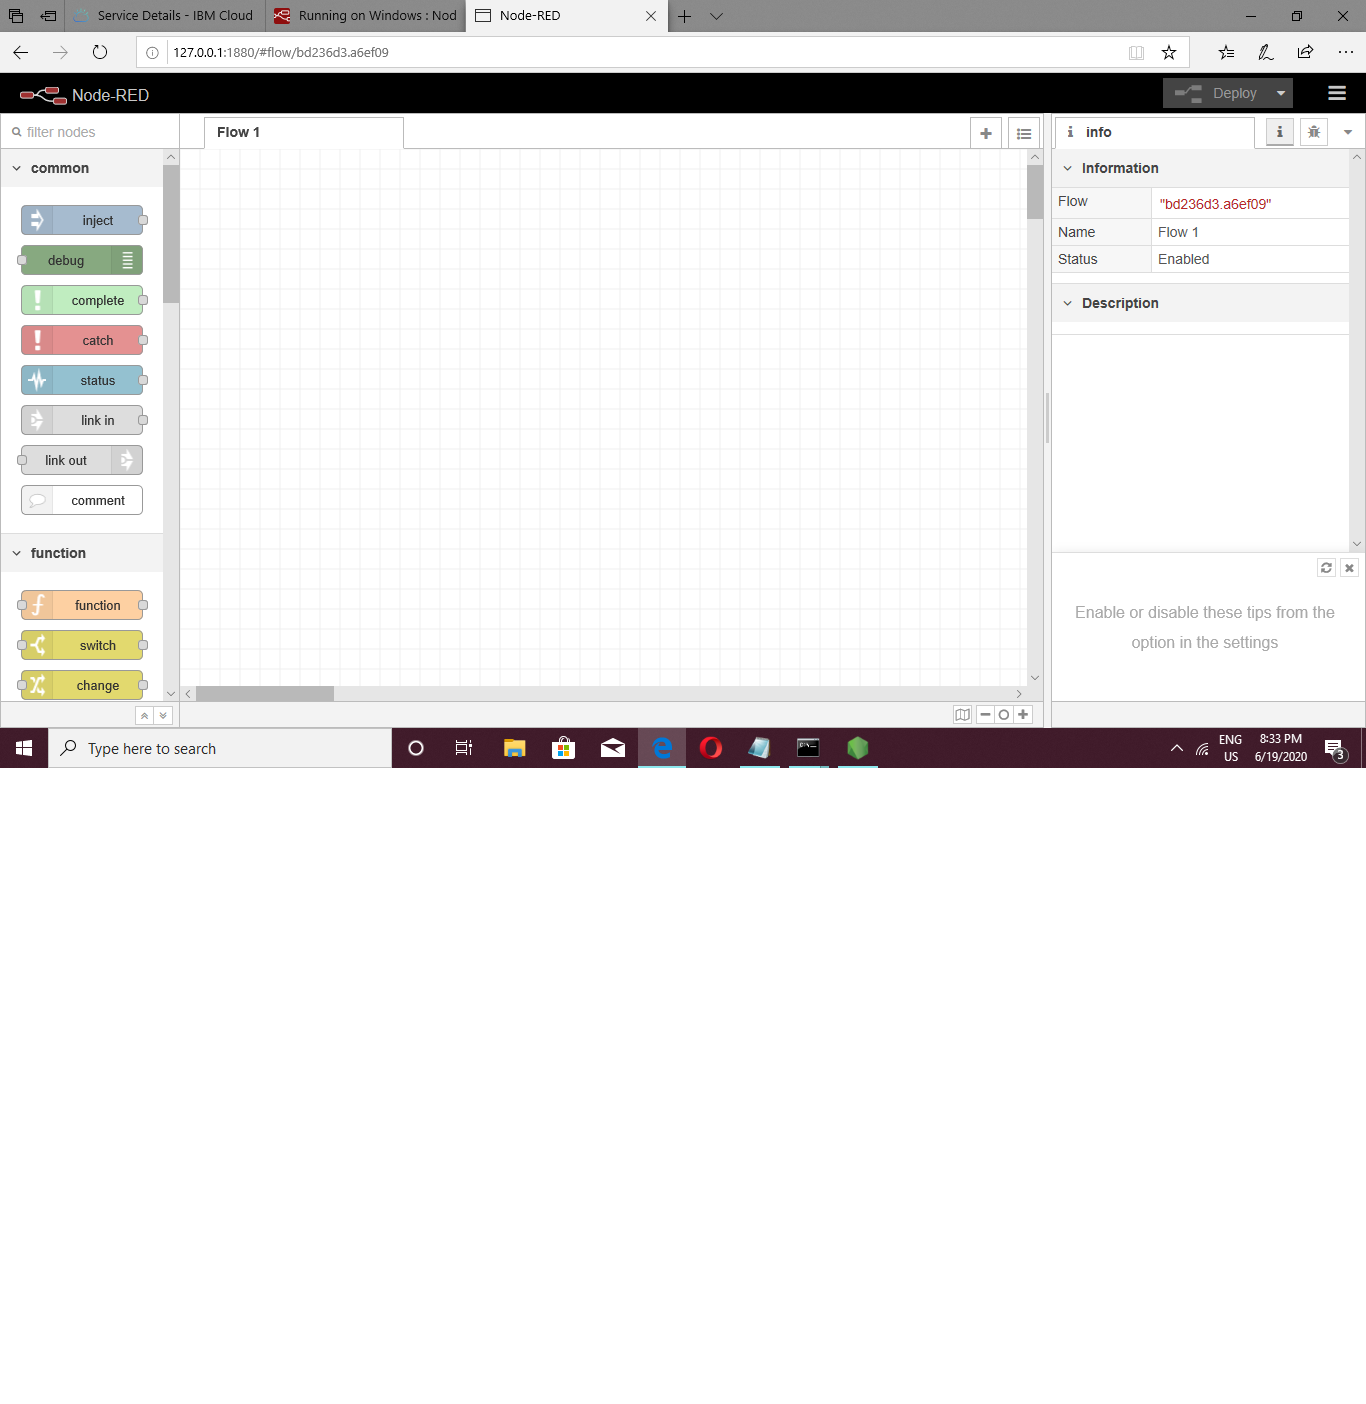 Service Details - IBM Cloud
Running on Windows : Nod
Node-RED
127.0.0.1:1880/#flow/bd236d3.a6ef09
Node-RED
Deploy
filter nodes
Flow 1
i info
i
common
inject
debug
complete
catch
status
link in
link out
comment
function
function
switch
change
Information
Flow "bd236d3.a6ef09"
Name Flow 1
Status Enabled
Description
Enable or disable these tips from the
option in the settings
Type here to search
ENG
US
8:33 PM
6/19/2020
3